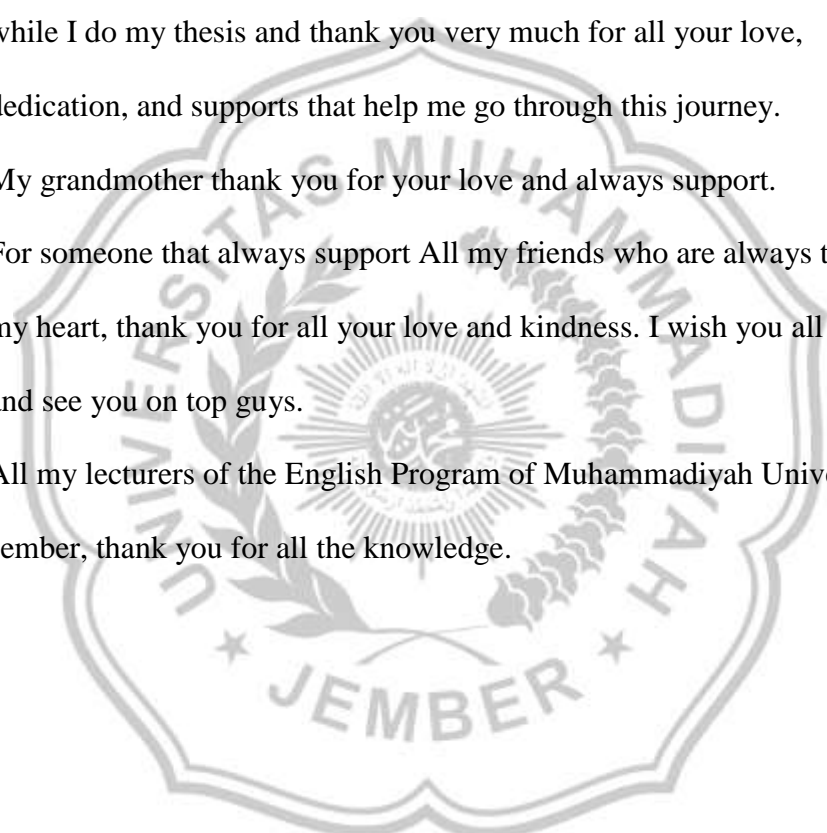 while I do my thesis and thank you very much for all your love,
dedication, and supports that help me go through this journey.
My grandmother thank you for your love and always support.
For someone that always support All my friends who are always t
my heart, thank you for all your love and kindness. I wish you all
and see you on top guys.
All my lecturers of the English Program of Muhammadiyah Unive
ember, thank you for all the knowledge.
UNIVERSITAS MUHAMMADIYAH
JEMBER